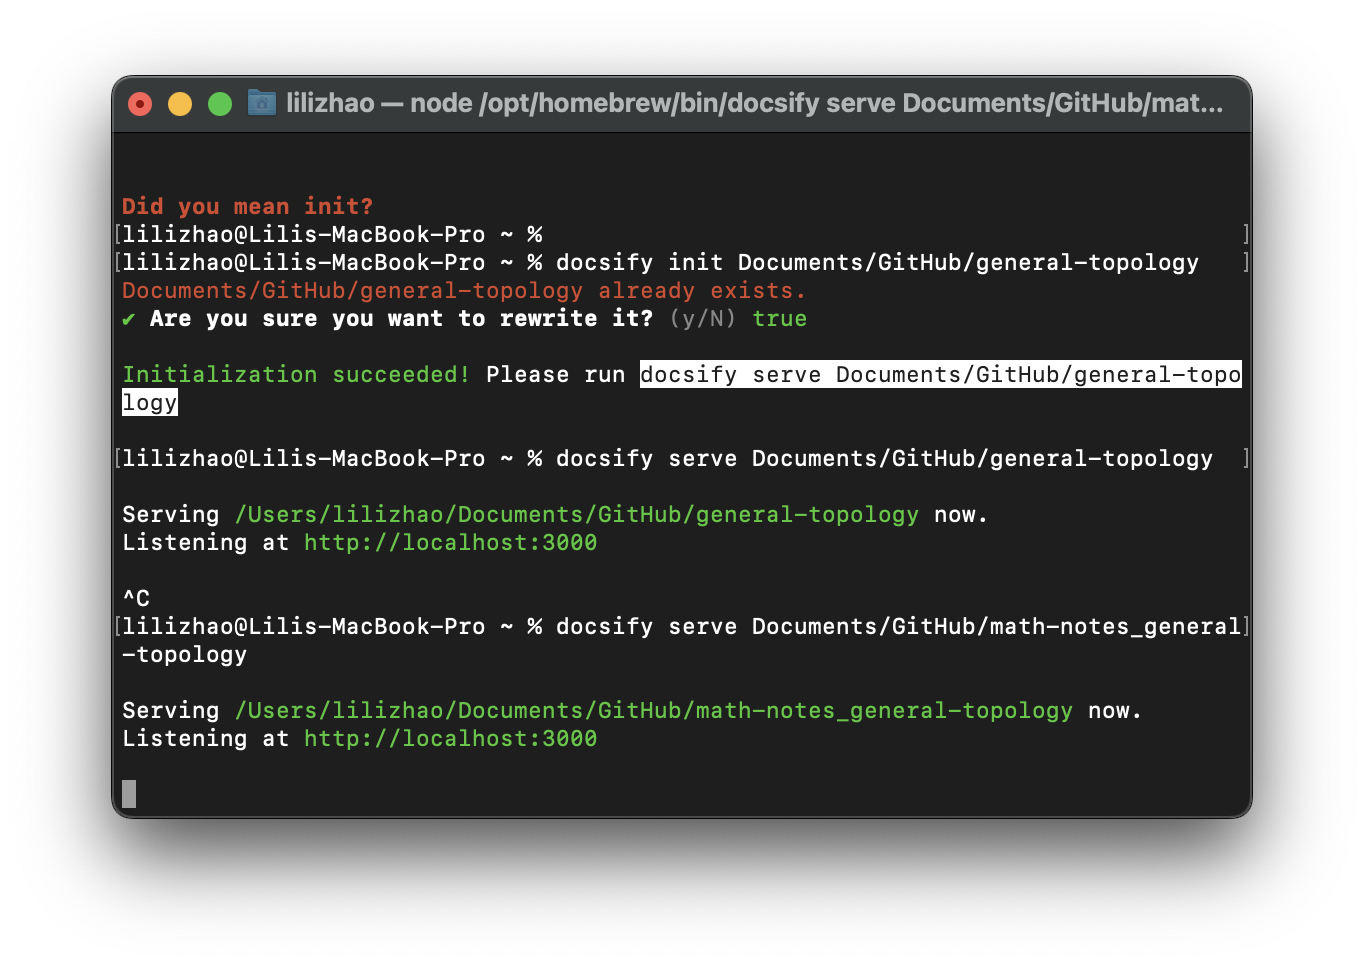 lilizhao — node /opt/homebrew/bin/docsify serve Documents/GitHub/mat...
Did you mean init?
[lilizhao@Lilis-MacBook-Pro ~ % ]
[lilizhao@Lilis-MacBook-Pro ~ % docsify init Documents/GitHub/general-topology ]
Documents/GitHub/general-topology already exists.
✔ Are you sure you want to rewrite it? (y/N) true
Initialization succeeded! Please run docsify serve Documents/GitHub/general-topo
logy
[lilizhao@Lilis-MacBook-Pro ~ % docsify serve Documents/GitHub/general-topology ]
Serving /Users/lilizhao/Documents/GitHub/general-topology now.
Listening at http://localhost:3000
^C
[lilizhao@Lilis-MacBook-Pro ~ % docsify serve Documents/GitHub/math-notes_general]
-topology
Serving /Users/lilizhao/Documents/GitHub/math-notes_general-topology now.
Listening at http://localhost:3000